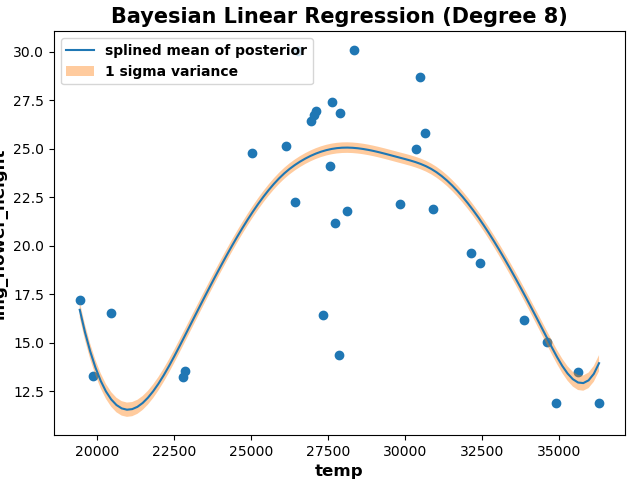 Bayesian Linear Regression (Degree 8)
splined mean of posterior
1 sigma variance
30.0
27.5
25.0
22.5
20.0
17.5
15.0
12.5
20000 22500 25000 27500 30000 32500 35000
temp